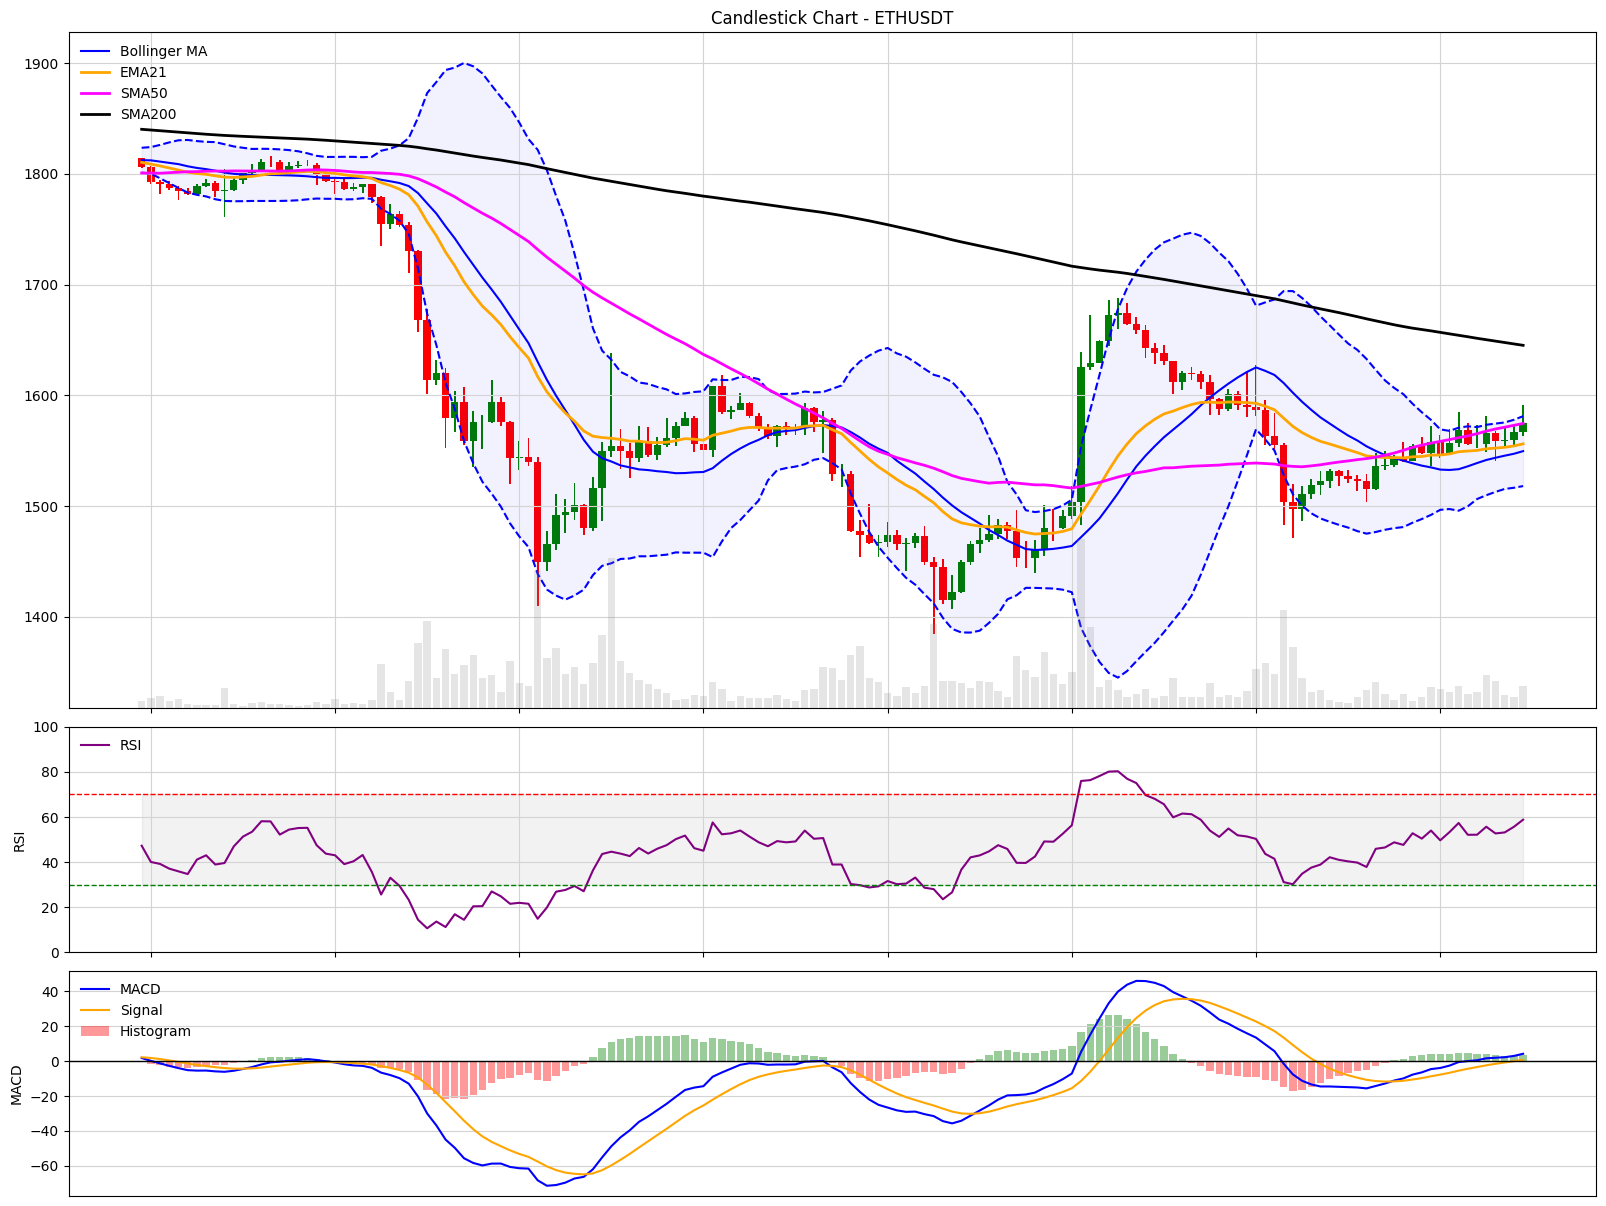 Candlestick Chart - ETHUSDT
Bollinger MA
EMA21
SMA50
SMA200
1900
1800
1700
1600
1500
1400
RSI
100
80
60
40
20
0
RSI
MACD
Signal
Histogram
40
20
0
−20
−40
−60
MACD